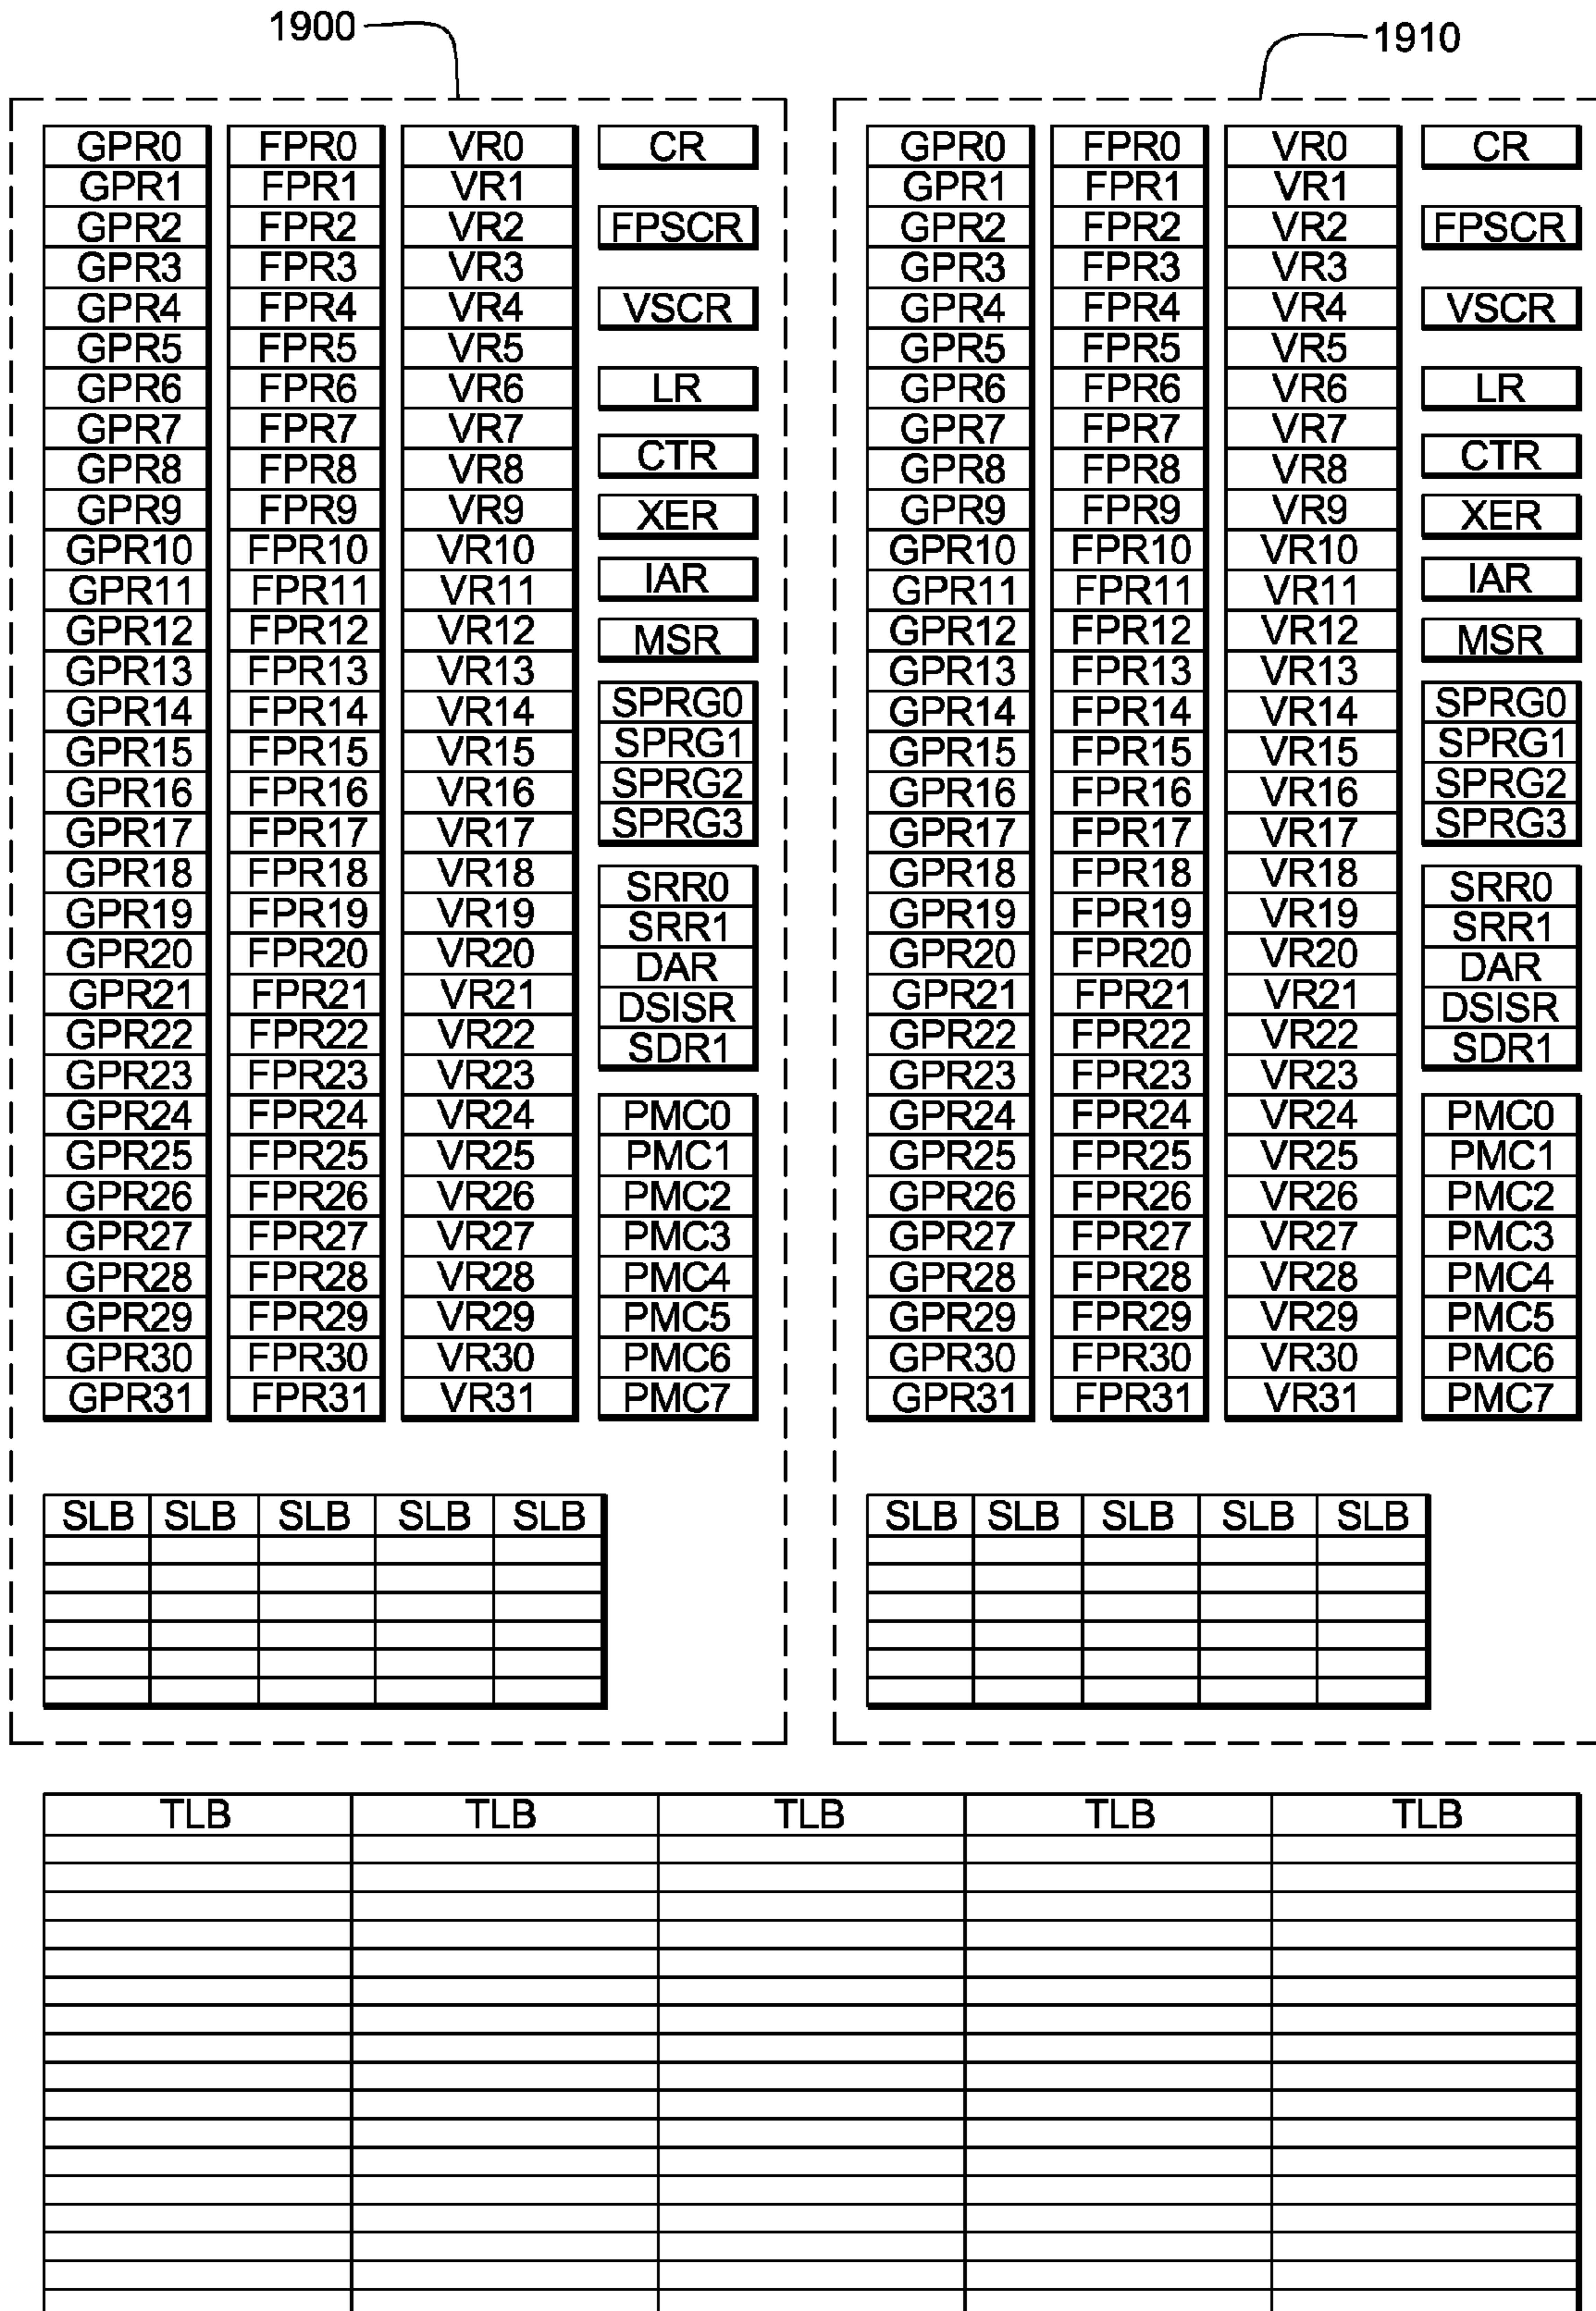 1900
1910
GPR0 FPR0 VR0 CR GPR0 FPR0 VR0 CR
GPR1 FPR1 VR1 GPR1 FPR1 VR1
GPR2 FPR2 VR2 FPSCR GPR2 FPR2 VR2 FPSCR
GPR3 FPR3 VR3 GPR3 FPR3 VR3
GPR4 FPR4 VR4 VSCR GPR4 FPR4 VR4 VSCR
GPR5 FPR5 VR5 GPR5 FPR5 VR5
GPR6 FPR6 VR6 LR GPR6 FPR6 VR6 LR
GPR7 FPR7 VR7 GPR7 FPR7 VR7
GPR8 FPR8 VR8 CTR GPR8 FPR8 VR8 CTR
GPR9 FPR9 VR9 XER GPR9 FPR9 VR9 XER
GPR10 FPR10 VR10 GPR10 FPR10 VR10
GPR11 FPR11 VR11 IAR GPR11 FPR11 VR11 IAR
GPR12 FPR12 VR12 MSR GPR12 FPR12 VR12 MSR
GPR13 FPR13 VR13 GPR13 FPR13 VR13
GPR14 FPR14 VR14 SPRG0 GPR14 FPR14 VR14 SPRG0
GPR15 FPR15 VR15 SPRG1 GPR15 FPR15 VR15 SPRG1
GPR16 FPR16 VR16 SPRG2 GPR16 FPR16 VR16 SPRG2
GPR17 FPR17 VR17 SPRG3 GPR17 FPR17 VR17 SPRG3
GPR18 FPR18 VR18 SRR0 GPR18 FPR18 VR18 SRR0
GPR19 FPR19 VR19 SRR1 GPR19 FPR19 VR19 SRR1
GPR20 FPR20 VR20 DAR GPR20 FPR20 VR20 DAR
GPR21 FPR21 VR21 DSISR GPR21 FPR21 VR21 DSISR
GPR22 FPR22 VR22 SDR1 GPR22 FPR22 VR22 SDR1
GPR23 FPR23 VR23 GPR23 FPR23 VR23
GPR24 FPR24 VR24 PMC0 GPR24 FPR24 VR24 PMC0
GPR25 FPR25 VR25 PMC1 GPR25 FPR25 VR25 PMC1
GPR26 FPR26 VR26 PMC2 GPR26 FPR26 VR26 PMC2
GPR27 FPR27 VR27 PMC3 GPR27 FPR27 VR27 PMC3
GPR28 FPR28 VR28 PMC4 GPR28 FPR28 VR28 PMC4
GPR29 FPR29 VR29 PMC5 GPR29 FPR29 VR29 PMC5
GPR30 FPR30 VR30 PMC6 GPR30 FPR30 VR30 PMC6
GPR31 FPR31 VR31 PMC7 GPR31 FPR31 VR31 PMC7
SLB SLB SLB SLB SLB SLB SLB SLB SLB SLB
TLB TLB TLB TLB TLB